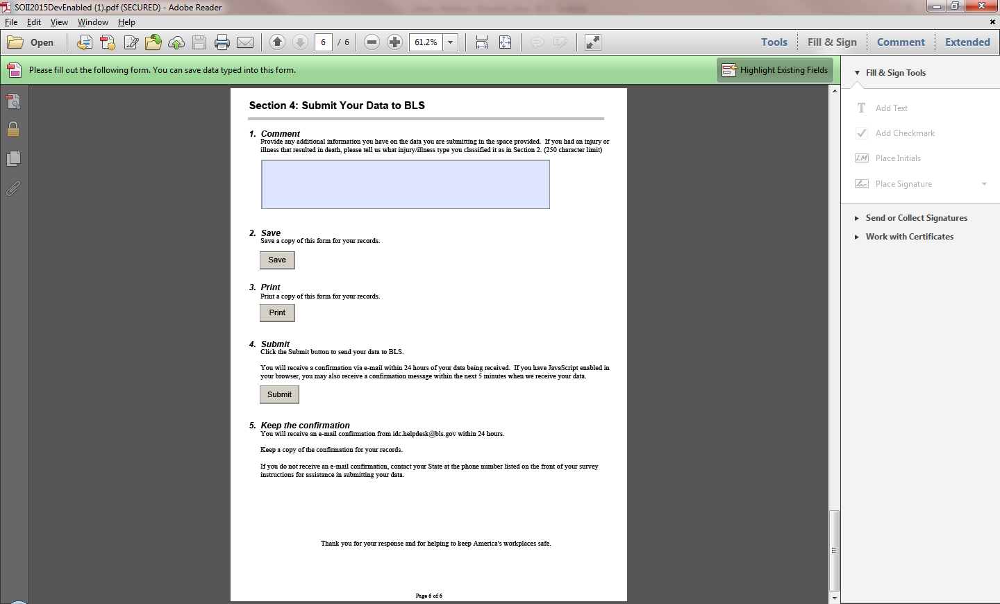 SOII2015DevEnabled (1).pdf (SECURED) - Adobe Reader
File Edit View Window Help
Open 6 / 6 61.2% Tools Fill & Sign Comment Extended
Please fill out the following form. You can save data typed into this form.
Highlight Existing Fields
Fill & Sign Tools
T Add Text
Add Checkmark
LM Place Initials
Place Signature
Send or Collect Signatures
Work with Certificates
Section 4: Submit Your Data to BLS
1. Comment
Provide any additional information you have on the data you are submitting in the space provided. If you had an injury or
illness that resulted in death, please tell us what injury/illness type you classified it as in Section 2. (250 character limit)
2. Save
Save a copy of this form for your records.
Save
3. Print
Print a copy of this form for your records.
Print
4. Submit
Click the Submit button to send your data to BLS.
You will receive a confirmation via e-mail within 24 hours of your data being received. If you have JavaScript enabled in
your browser, you may also receive a confirmation message within the next 5 minutes when we receive your data.
Submit
5. Keep the confirmation
You will receive an e-mail confirmation from idc.helpdesk@bls.gov within 24 hours.
Keep a copy of the confirmation for your records.
If you do not receive an e-mail confirmation, contact your State at the phone number listed on the front of your survey
instructions for assistance in submitting your data.
Thank you for your response and for helping to keep America's workplaces safe.
Page 6 of 6